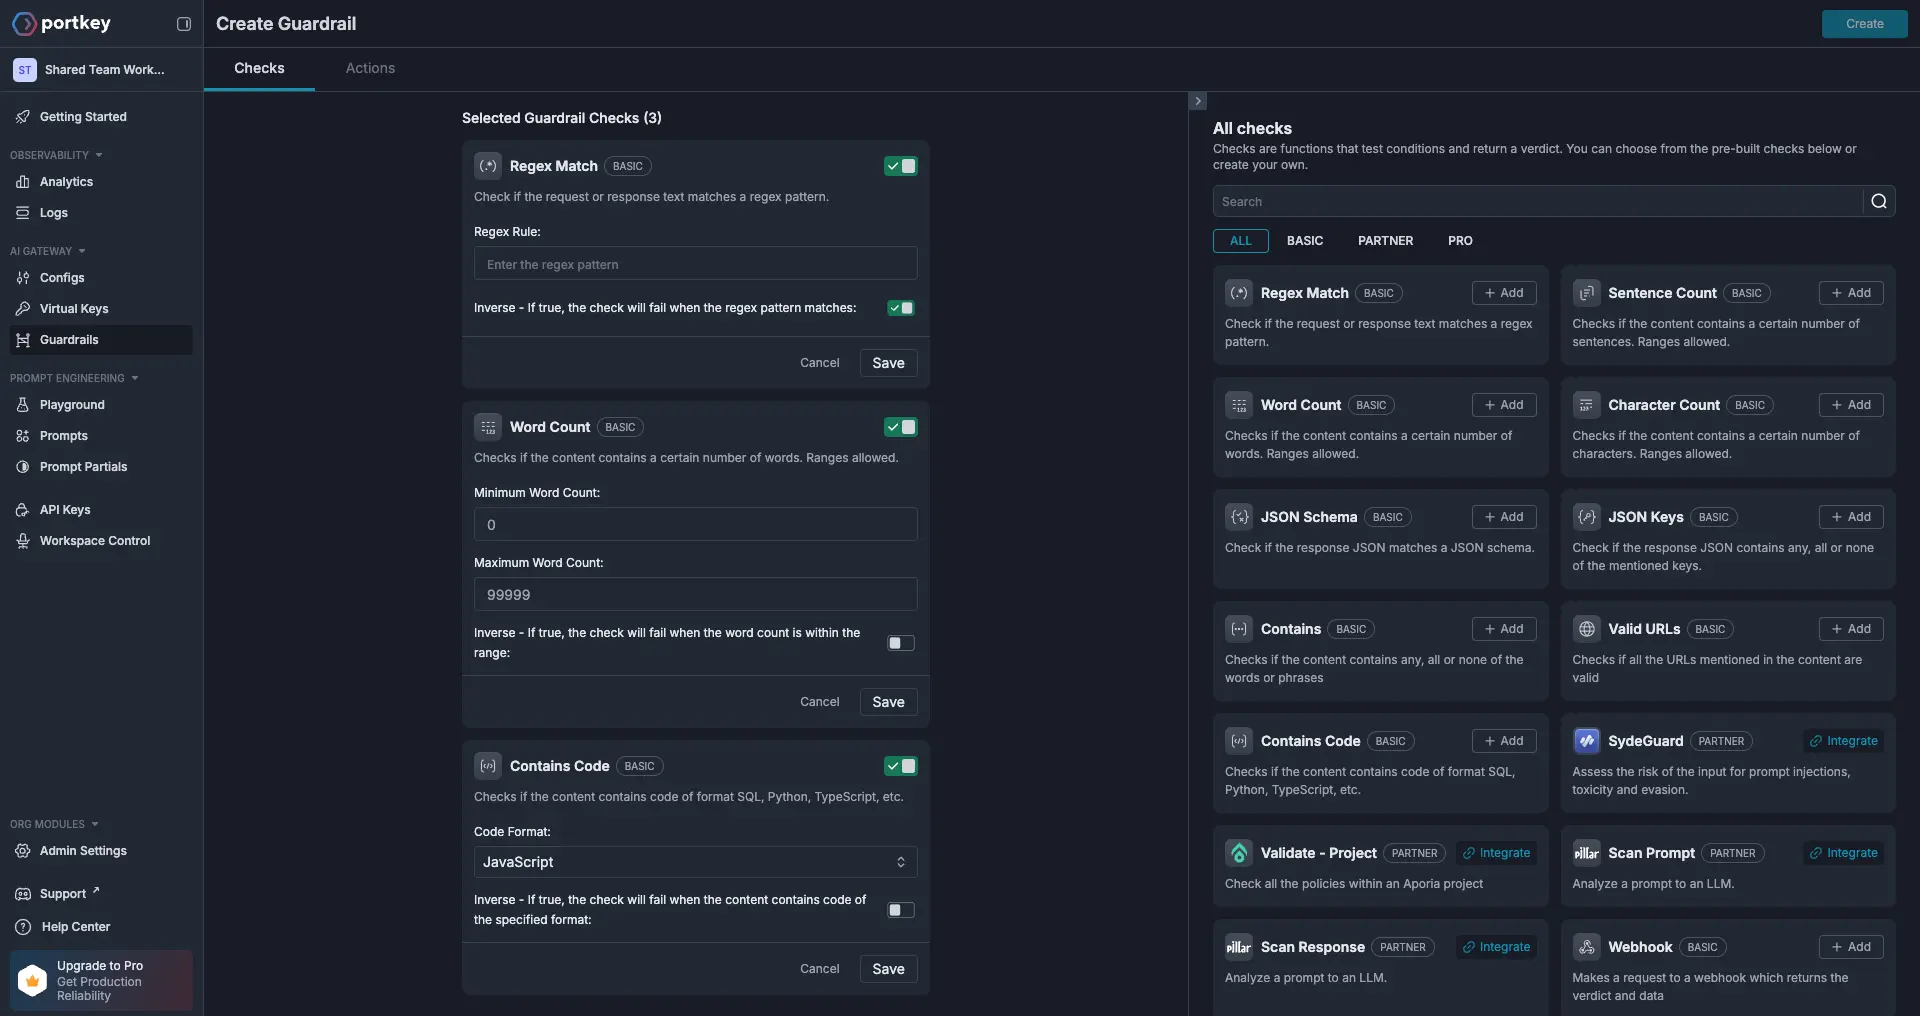 portkey
Create Guardrail
Create
ST Shared Team Work...
Checks
Actions
Getting Started
OBSERVABILITY
Analytics
Logs
AI GATEWAY
Configs
Virtual Keys
Guardrails
PROMPT ENGINEERING
Playground
Prompts
Prompt Partials
API Keys
Workspace Control
ORG MODULES
Admin Settings
Support
Help Center
Upgrade to Pro
Get Production
Reliability
Selected Guardrail Checks (3)
Regex Match BASIC
Check if the request or response text matches a regex pattern.
Regex Rule:
Enter the regex pattern
Inverse - If true, the check will fail when the regex pattern matches:
Cancel Save
Word Count BASIC
Checks if the content contains a certain number of words. Ranges allowed.
Minimum Word Count:
0
Maximum Word Count:
99999
Inverse - If true, the check will fail when the word count is within the
range:
Cancel Save
Contains Code BASIC
Checks if the content contains code of format SQL, Python, TypeScript, etc.
Code Format:
JavaScript
Inverse - If true, the check will fail when the content contains code of
the specified format:
Cancel Save
All checks
Checks are functions that test conditions and return a verdict. You can choose from the pre-built checks below or
create your own.
Search
ALL BASIC PARTNER PRO
Regex Match BASIC + Add
Check if the request or response text matches a regex
pattern.
Sentence Count BASIC + Add
Checks if the content contains a certain number of
sentences. Ranges allowed.
Word Count BASIC + Add
Checks if the content contains a certain number of
words. Ranges allowed.
Character Count BASIC + Add
Checks if the content contains a certain number of
characters. Ranges allowed.
JSON Schema BASIC + Add
Check if the response JSON matches a JSON schema.
JSON Keys BASIC + Add
Check if the response JSON contains any, all or none
of the mentioned keys.
Contains BASIC + Add
Checks if the content contains any, all or none of the
words or phrases
Valid URLs BASIC + Add
Checks if all the URLs mentioned in the content are
valid
Contains Code BASIC + Add
Checks if the content contains code of format SQL,
Python, TypeScript, etc.
SydeGuard PARTNER Integrate
Assess the risk of the input for prompt injections,
toxicity and evasion.
Validate - Project PARTNER Integrate
Check all the policies within an Aporia project
pillar Scan Prompt PARTNER Integrate
Analyze a prompt to an LLM.
pillar Scan Response PARTNER Integrate
Analyze a prompt to an LLM.
Webhook BASIC + Add
Makes a request to a webhook which returns the
verdict and data